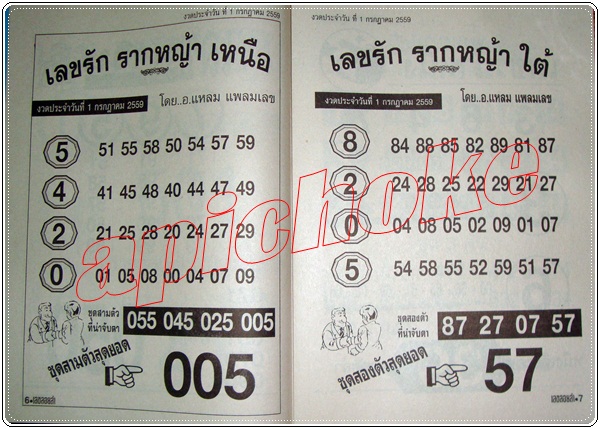 งวดประจำวัน ที่ 1 กรกฎาคม 2559
เลขรัก รากหญ้า เหนือ
งวดประจำวันที่ 1 กรกฎาคม 2559
โดย..อ.แหลม แพลมเลข
5 51 55 58 50 54 57 59
4 41 45 48 40 44 47 49
2 21 25 28 20 24 27 29
0 01 05 08 00 04 07 09
ชุดสามตัว
ที่น่าจับตา
055 045 025 005
ชุดสามตัวสุดยอด
005
6
งวดประจำวัน ที่ 1 กรกฎาคม 2559
เลขรัก รากหญ้า ใต้
งวดประจำวันที่ 1 กรกฎาคม 2559
โดย..อ.แหลม แพลมเลข
8 84 88 85 82 89 81 87
2 24 28 25 22 29 21 27
0 04 08 05 02 09 01 07
5 54 58 55 52 59 51 57
ชุดสองตัว
ที่น่าจับตา
87 27 07 57
ชุดสองตัวสุดยอด
57
7
apichoke